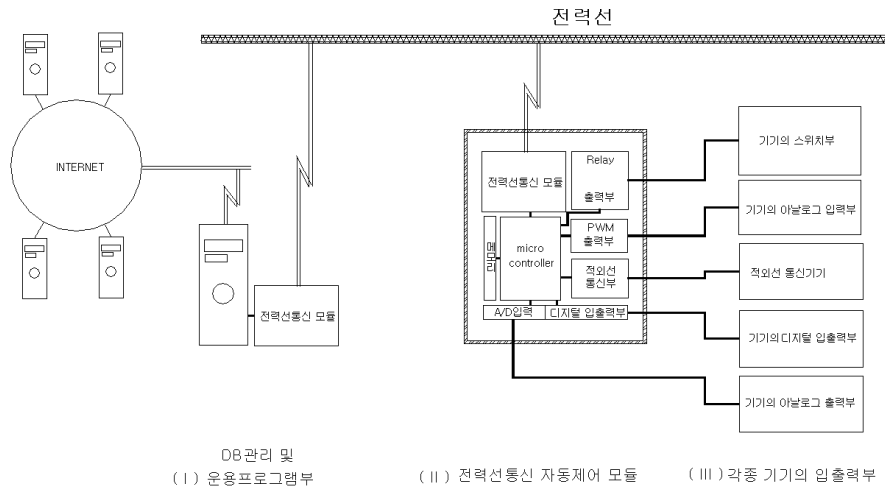 전력선
INTERNET
전력선통신 모듈
전력선통신 모듈
Relay
출력부
PWM
출력부
메모리
micro
controller
적외선
통신부
A/D입력
디지털 입출력부
기기의 스위치부
기기의 아날로그 입력부
적외선 통신기기
기기의디지털 입출력부
기기의 아날로그 출력부
DB관리 및
(Ⅰ) 운용프로그램부
(Ⅱ) 전력선통신 자동제어 모듈
(Ⅲ) 각종 기기의 입출력부